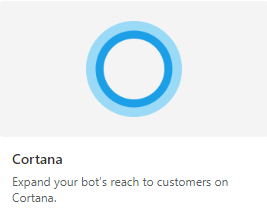 Cortana
Expand your bot's reach to customers on
Cortana.